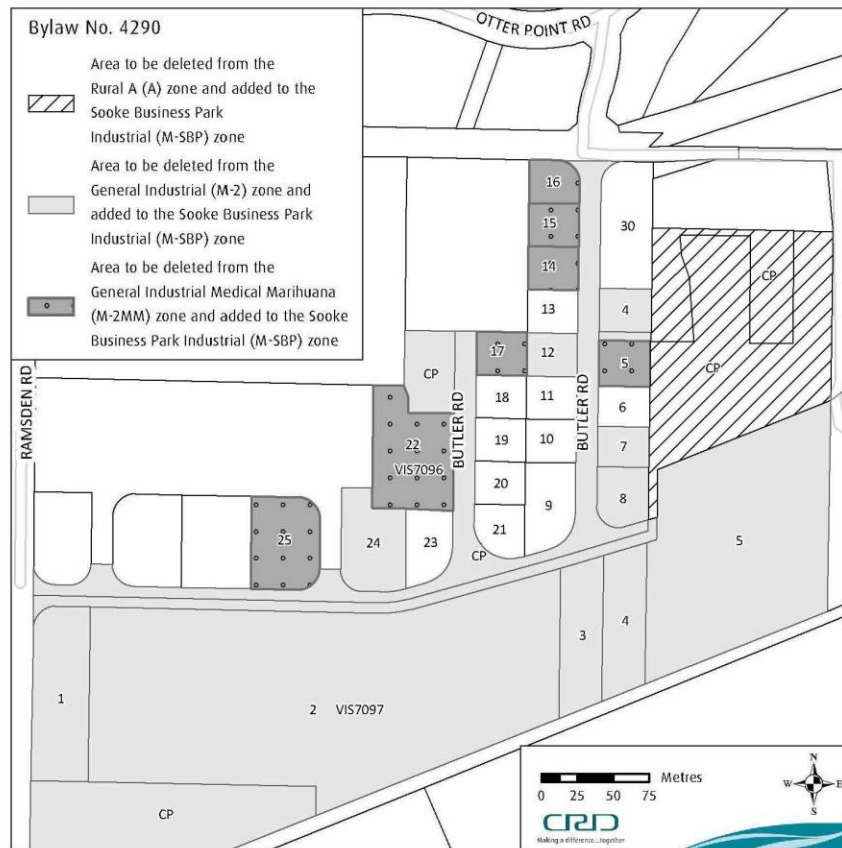 OTTER POINT RD
Bylaw No. 4290
Area to be deleted from the
Rural A (A) zone and added to the
Sooke Business Park
Industrial (M-SBP) zone
Area to be deleted from the
General Industrial (M-2) zone and
added to the Sooke Business Park
Industrial (M-SBP) zone
Area to be deleted from the
General Industrial Medical Marihuana
(M-2MM) zone and added to the Sooke
Business Park Industrial (M-SBP) zone
16
15
30
14
CP
13
4
17
12
5
CP
CP
RAMSDEN RD
BUTLER RD
BUTLER RD
18
11
6
22
19
10
7
VIS7096
20
8
9
25
24
23
21
CP
5
3
4
1
2 VIS7097
CP
Metres
0 25 50 75
N
W E
S
CRD
Making a difference...together